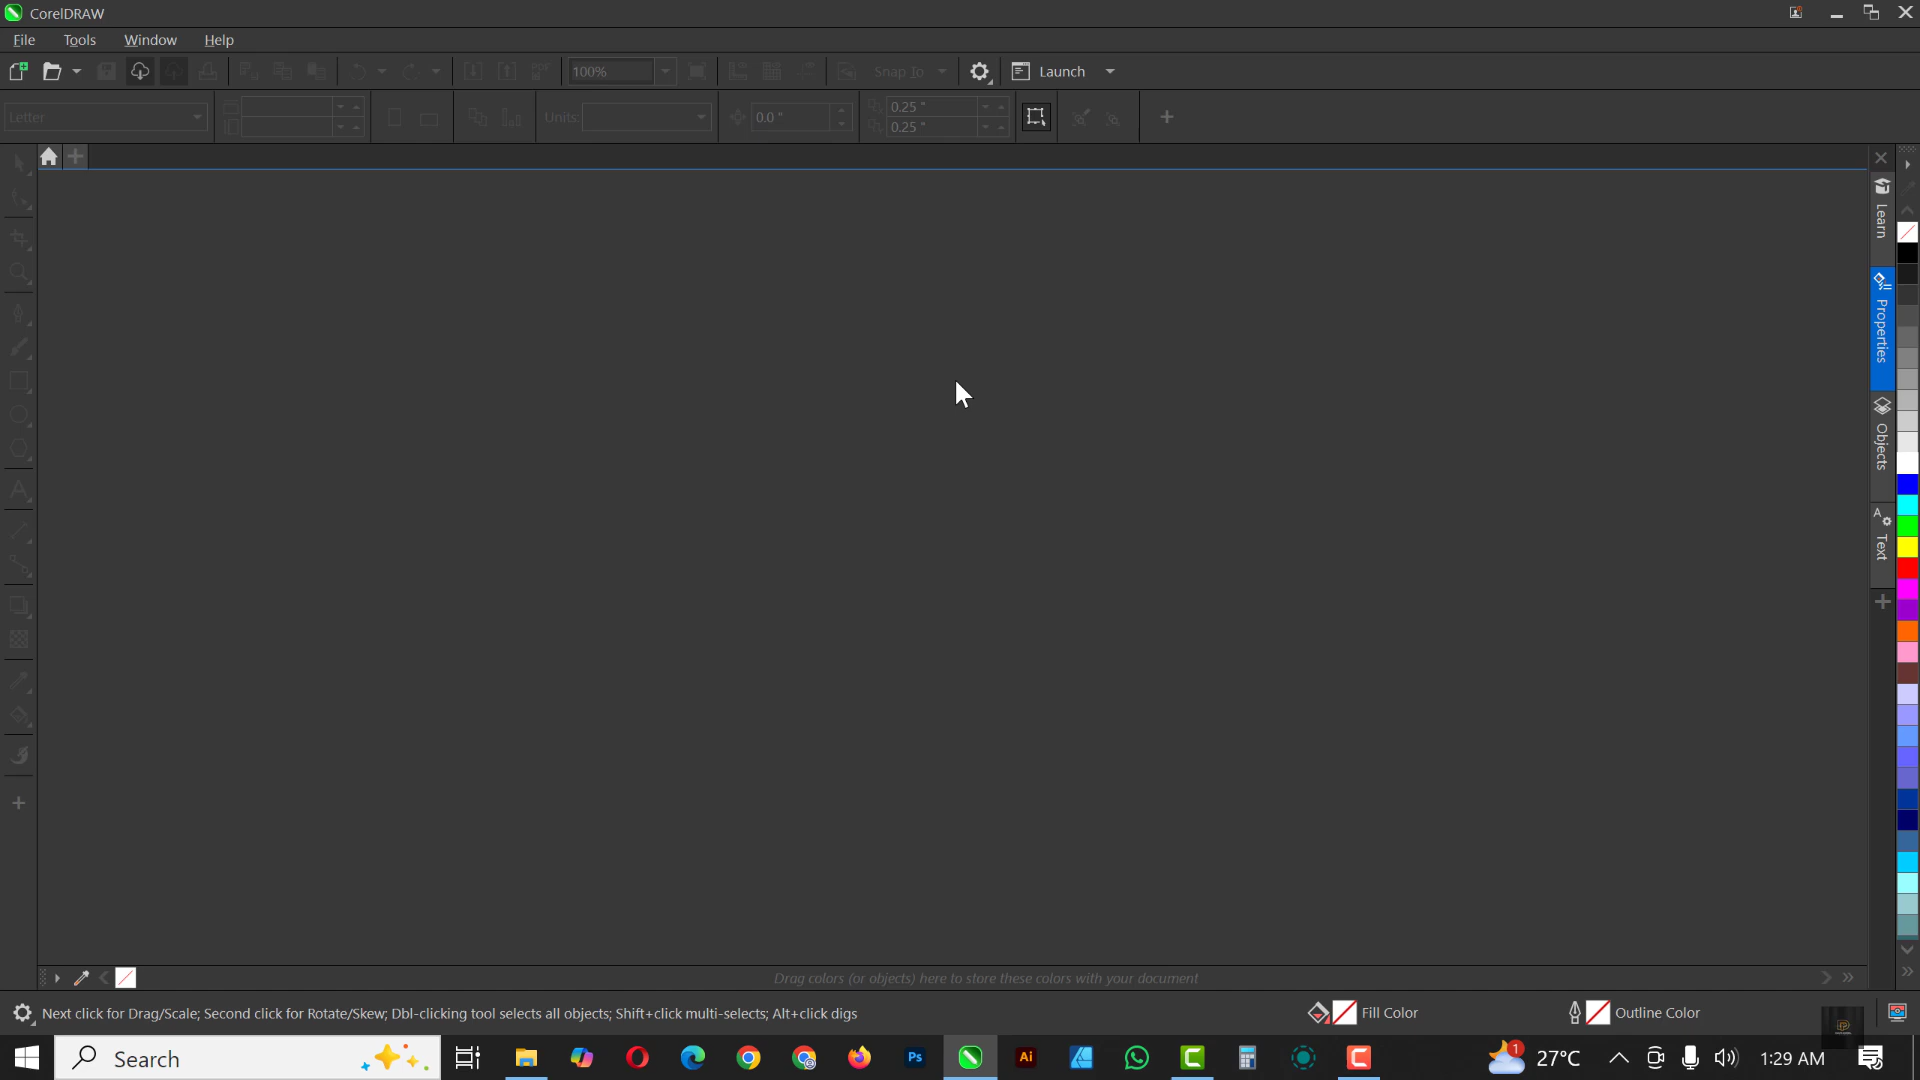 CorelDRAW
File Tools Window Help
100% Snap To Launch
Letter Units: 0.0 " 0.25 "
0.25 "
Learn
Properties
Objects
Text
Drag colors (or objects) here to store these colors with your document
Next click for Drag/Scale; Second click for Rotate/Skew; Dbl-clicking tool selects all objects; Shift+click multi-selects; Alt+click digs
Fill Color
Outline Color
Search Ps Ai 1 27°C 1:29 AM